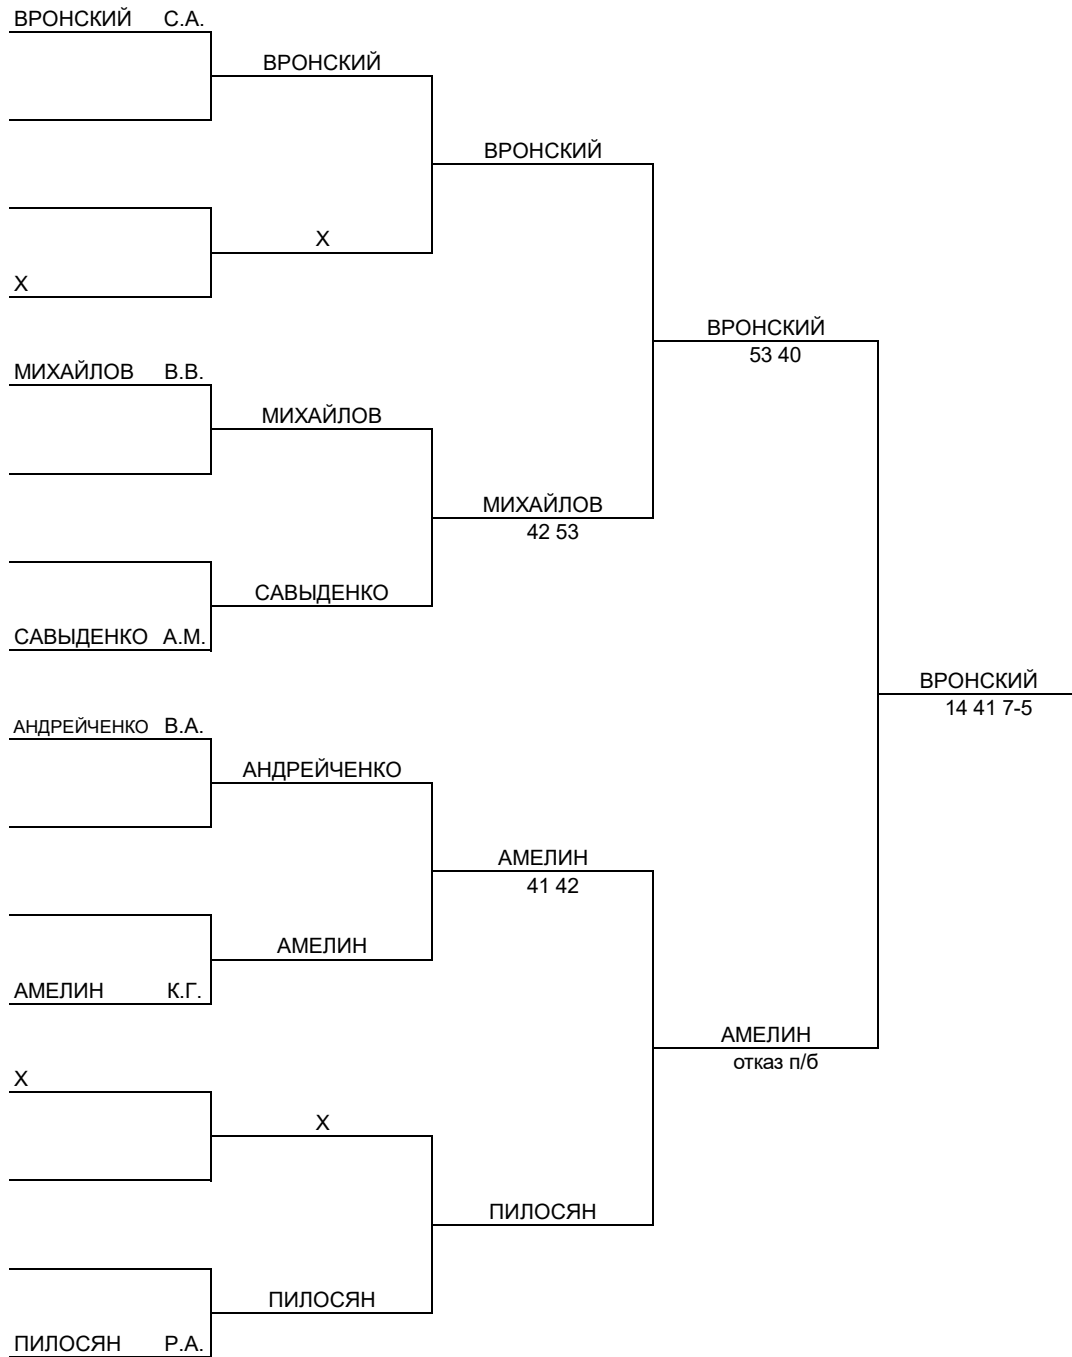 ВРОНСКИЙ С.А.
ВРОНСКИЙ
ВРОНСКИЙ
Х
Х
ВРОНСКИЙ
53 40
МИХАЙЛОВ В.В.
МИХАЙЛОВ
МИХАЙЛОВ
42 53
САВЫДЕНКО
САВЫДЕНКО А.М.
ВРОНСКИЙ
14 41 7-5
АНДРЕЙЧЕНКО В.А.
АНДРЕЙЧЕНКО
АМЕЛИН
41 42
АМЕЛИН
АМЕЛИН К.Г.
АМЕЛИН
отказ п/б
Х
Х
ПИЛОСЯН
ПИЛОСЯН
ПИЛОСЯН Р.А.